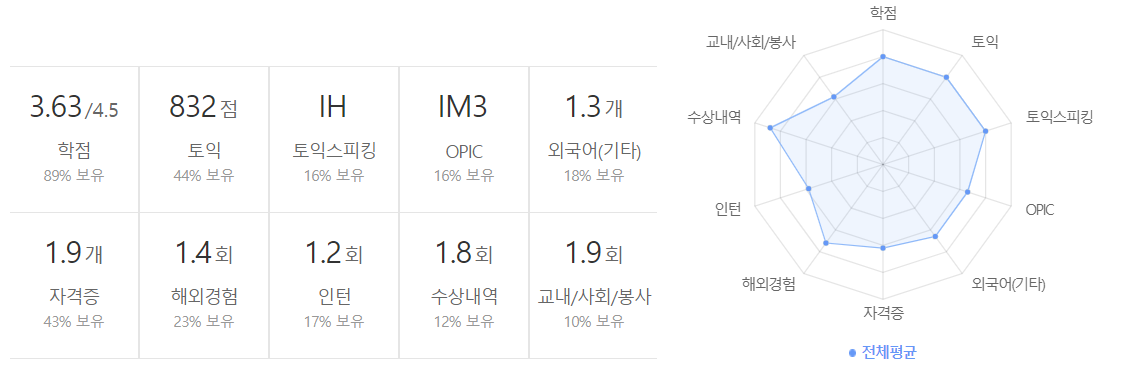 3.63/4.5
학점
89% 보유
832점
토익
44% 보유
IH
토익스피킹
16% 보유
IM3
OPIC
16% 보유
1.3개
외국어(기타)
18% 보유
1.9개
자격증
43% 보유
1.4회
해외경험
23% 보유
1.2회
인턴
17% 보유
1.8회
수상내역
12% 보유
1.9회
교내/사회/봉사
10% 보유
학점
토익
토익스피킹
OPIC
외국어(기타)
자격증
해외경험
인턴
수상내역
교내/사회/봉사
전체평균